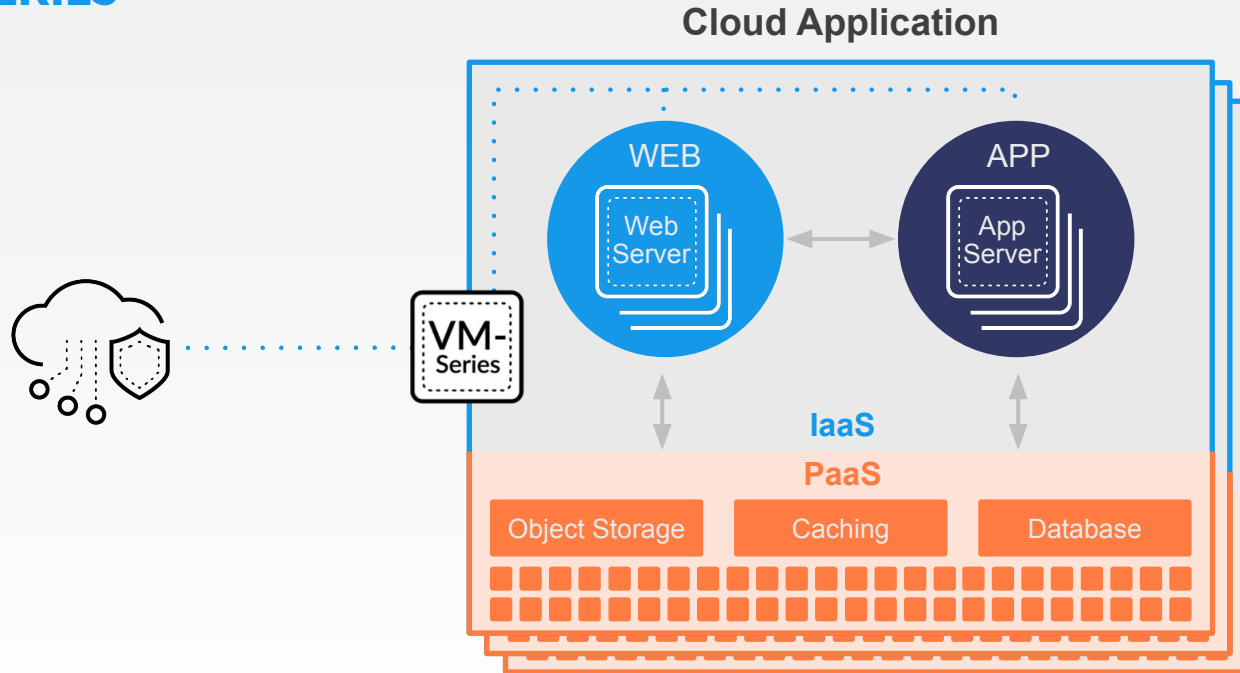 Cloud Application
WEB
Web
Server
APP
App
Server
VM-
Series
IaaS
PaaS
Object Storage
Caching
Database